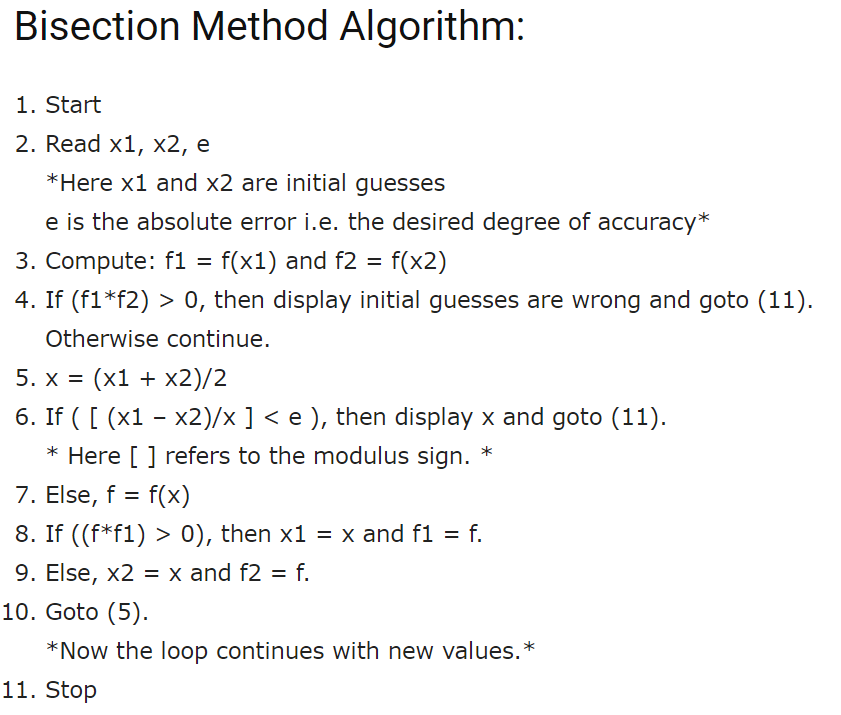 Bisection Method Algorithm:
1. Start
2. Read x1, x2, e
*Here x1 and x2 are initial guesses
e is the absolute error i.e. the desired degree of accuracy*
3. Compute: f1 = f(x1) and f2 = f(x2)
4. If (f1*f2) > 0, then display initial guesses are wrong and goto (11).
Otherwise continue.
5. x = (x1 + x2)/2
6. If ( [ (x1 – x2)/x ] < e ), then display x and goto (11).
* Here [ ] refers to the modulus sign. *
7. Else, f = f(x)
8. If ((f*f1) > 0), then x1 = x and f1 = f.
9. Else, x2 = x and f2 = f.
10. Goto (5).
*Now the loop continues with new values.*
11. Stop